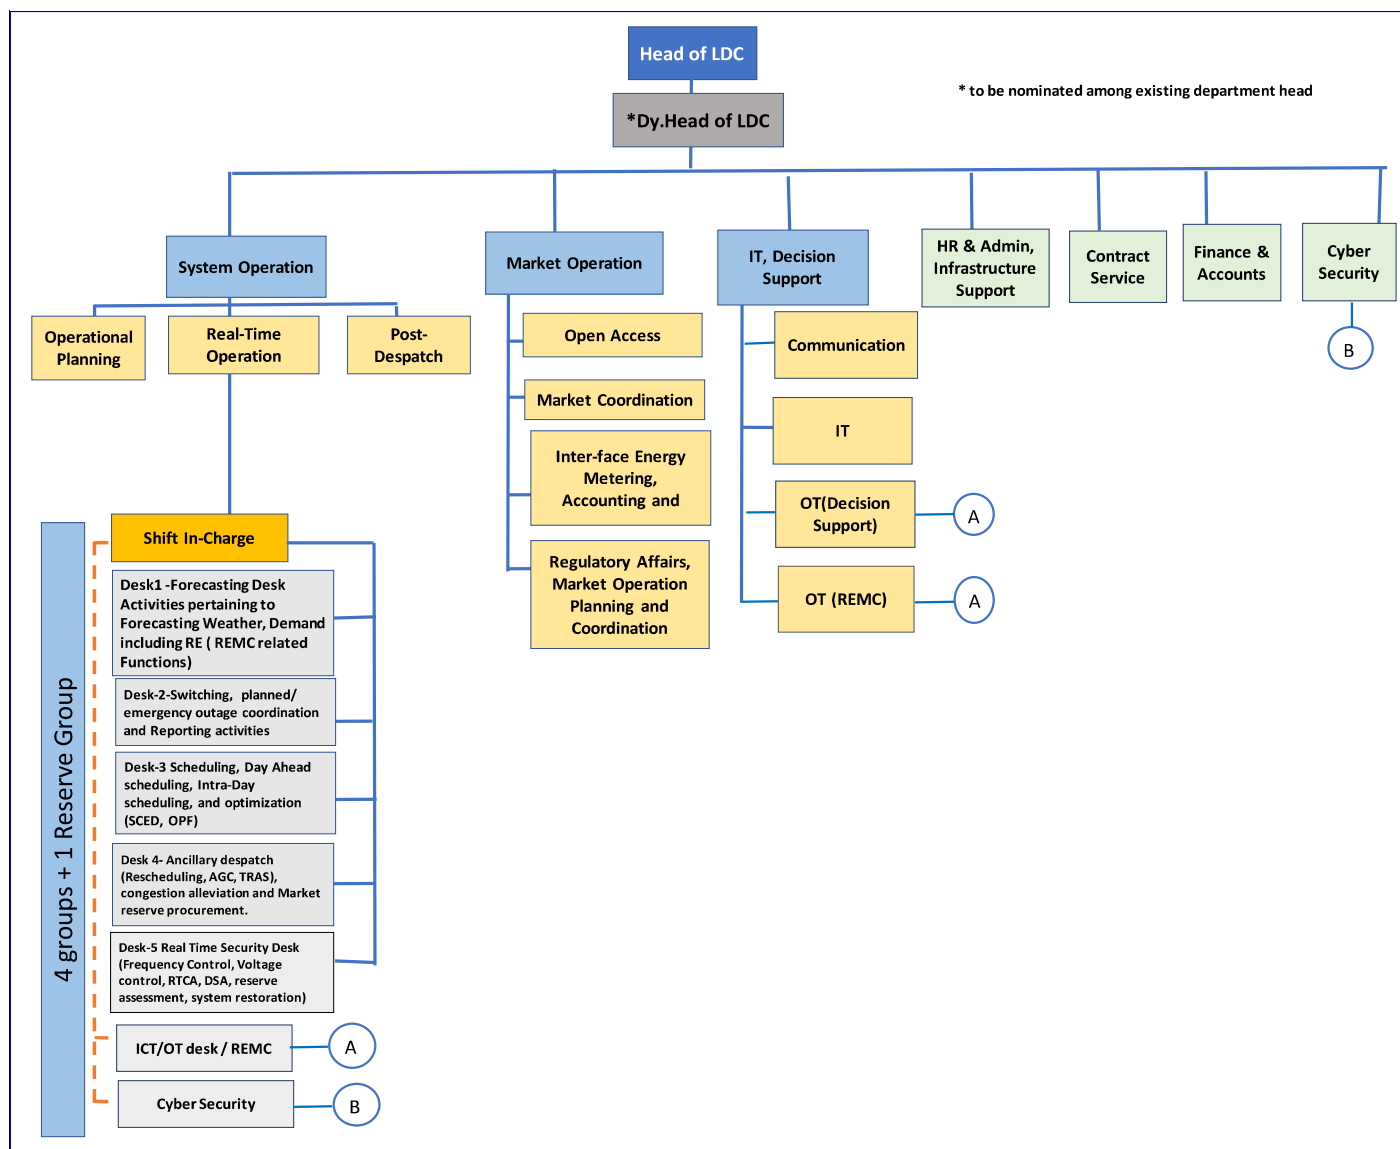 Head of LDC
* to be nominated among existing department head
*Dy.Head of LDC
System Operation
Market Operation
IT, Decision
Support
HR & Admin,
Infrastructure
Support
Contract
Service
Finance &
Accounts
Cyber
Security
B
Operational
Planning
Real-Time
Operation
Post-
Despatch
Open Access
Market Coordination
Inter-face Energy
Metering,
Accounting and
Regulatory Affairs,
Market Operation
Planning and
Coordination
Communication
IT
OT(Decision
Support)
A
OT (REMC)
A
4 groups + 1 Reserve Group
Shift In-Charge
Desk1 -Forecasting Desk
Activities pertaining to
Forecasting Weather, Demand
including RE ( REMC related
Functions)
Desk-2-Switching, planned/
emergency outage coordination
and Reporting activities
Desk-3 Scheduling, Day Ahead
scheduling, Intra-Day
scheduling, and optimization
(SCED, OPF)
Desk 4- Ancillary despatch
(Rescheduling, AGC, TRAS),
congestion alleviation and Market
reserve procurement.
Desk-5 Real Time Security Desk
(Frequency Control, Voltage
control, RTCA, DSA, reserve
assessment, system restoration)
ICT/OT desk / REMC
A
Cyber Security
B